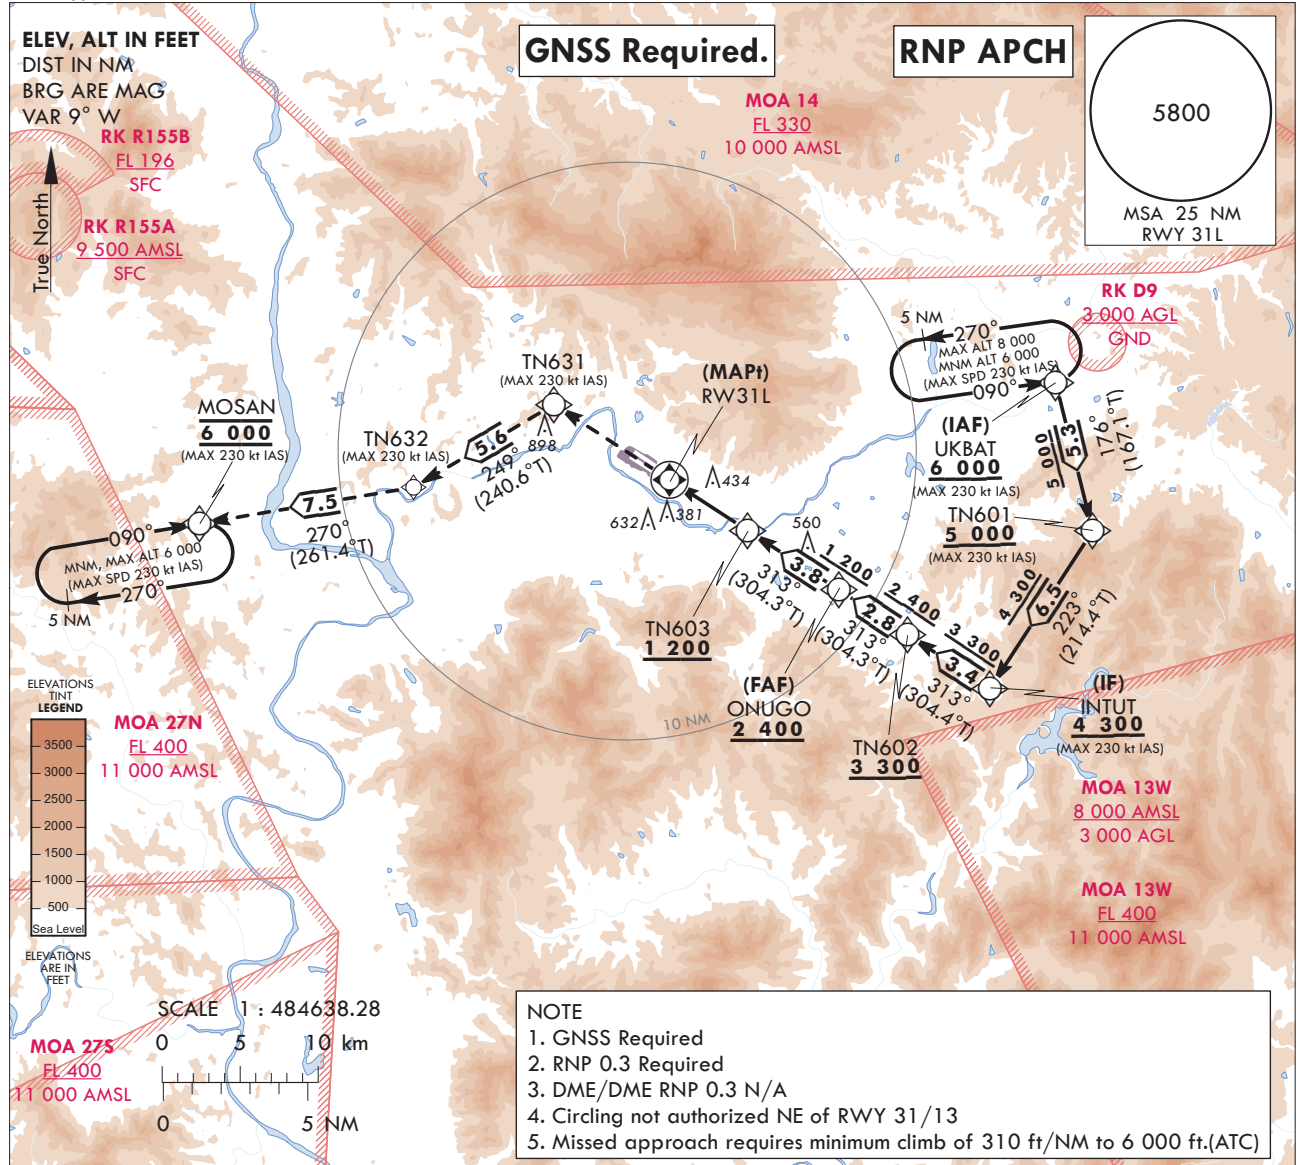 ELEV, ALT IN FEET
DIST IN NM
BRG ARE MAG
VAR 9° W
GNSS Required.
RNP APCH
5800
MSA 25 NM
RWY 31L
True North
RK R155B
FL 196
SFC
RK R155A
9 500 AMSL
SFC
MOA 14
FL 330
10 000 AMSL
RK D9
3 000 AGL
GND
5 NM
270°
MAX ALT 8 000
MNM ALT 6 000
(MAX SPD 230 kt IAS)
090°
(IAF)
UKBAT
6 000
(MAX 230 kt IAS)
5 000
5.3
176°
(167.1°T)
TN601
5 000
(MAX 230 kt IAS)
4 300
6.5
223°
(214.4°T)
(IF)
INTUT
4 300
(MAX 230 kt IAS)
3 300
3.4
313°
(304.4°T)
TN602
3 300
2 400
2.8
313°
(304.3°T)
(FAF)
ONUGO
2 400
1 200
3.8
313°
(304.3°T)
560
TN603
1 200
(MAPt)
RW31L
434
381
632
TN631
(MAX 230 kt IAS)
898
5.6
249°
(240.6°T)
TN632
(MAX 230 kt IAS)
7.5
270°
(261.4°T)
MOSAN
6 000
(MAX 230 kt IAS)
090°
MNM, MAX ALT 6 000
(MAX SPD 230 kt IAS)
270°
5 NM
10 NM
ELEVATIONS
TINT
LEGEND
3500
3000
2500
2000
1500
1000
500
Sea Level
ELEVATIONS
ARE IN
FEET
MOA 27N
FL 400
11 000 AMSL
MOA 13W
8 000 AMSL
3 000 AGL
MOA 13W
FL 400
11 000 AMSL
MOA 27S
FL 400
11 000 AMSL
SCALE 1 : 484638.28
0 5 10 km
0 5 NM
NOTE
1. GNSS Required
2. RNP 0.3 Required
3. DME/DME RNP 0.3 N/A
4. Circling not authorized NE of RWY 31/13
5. Missed approach requires minimum climb of 310 ft/NM to 6 000 ft.(ATC)